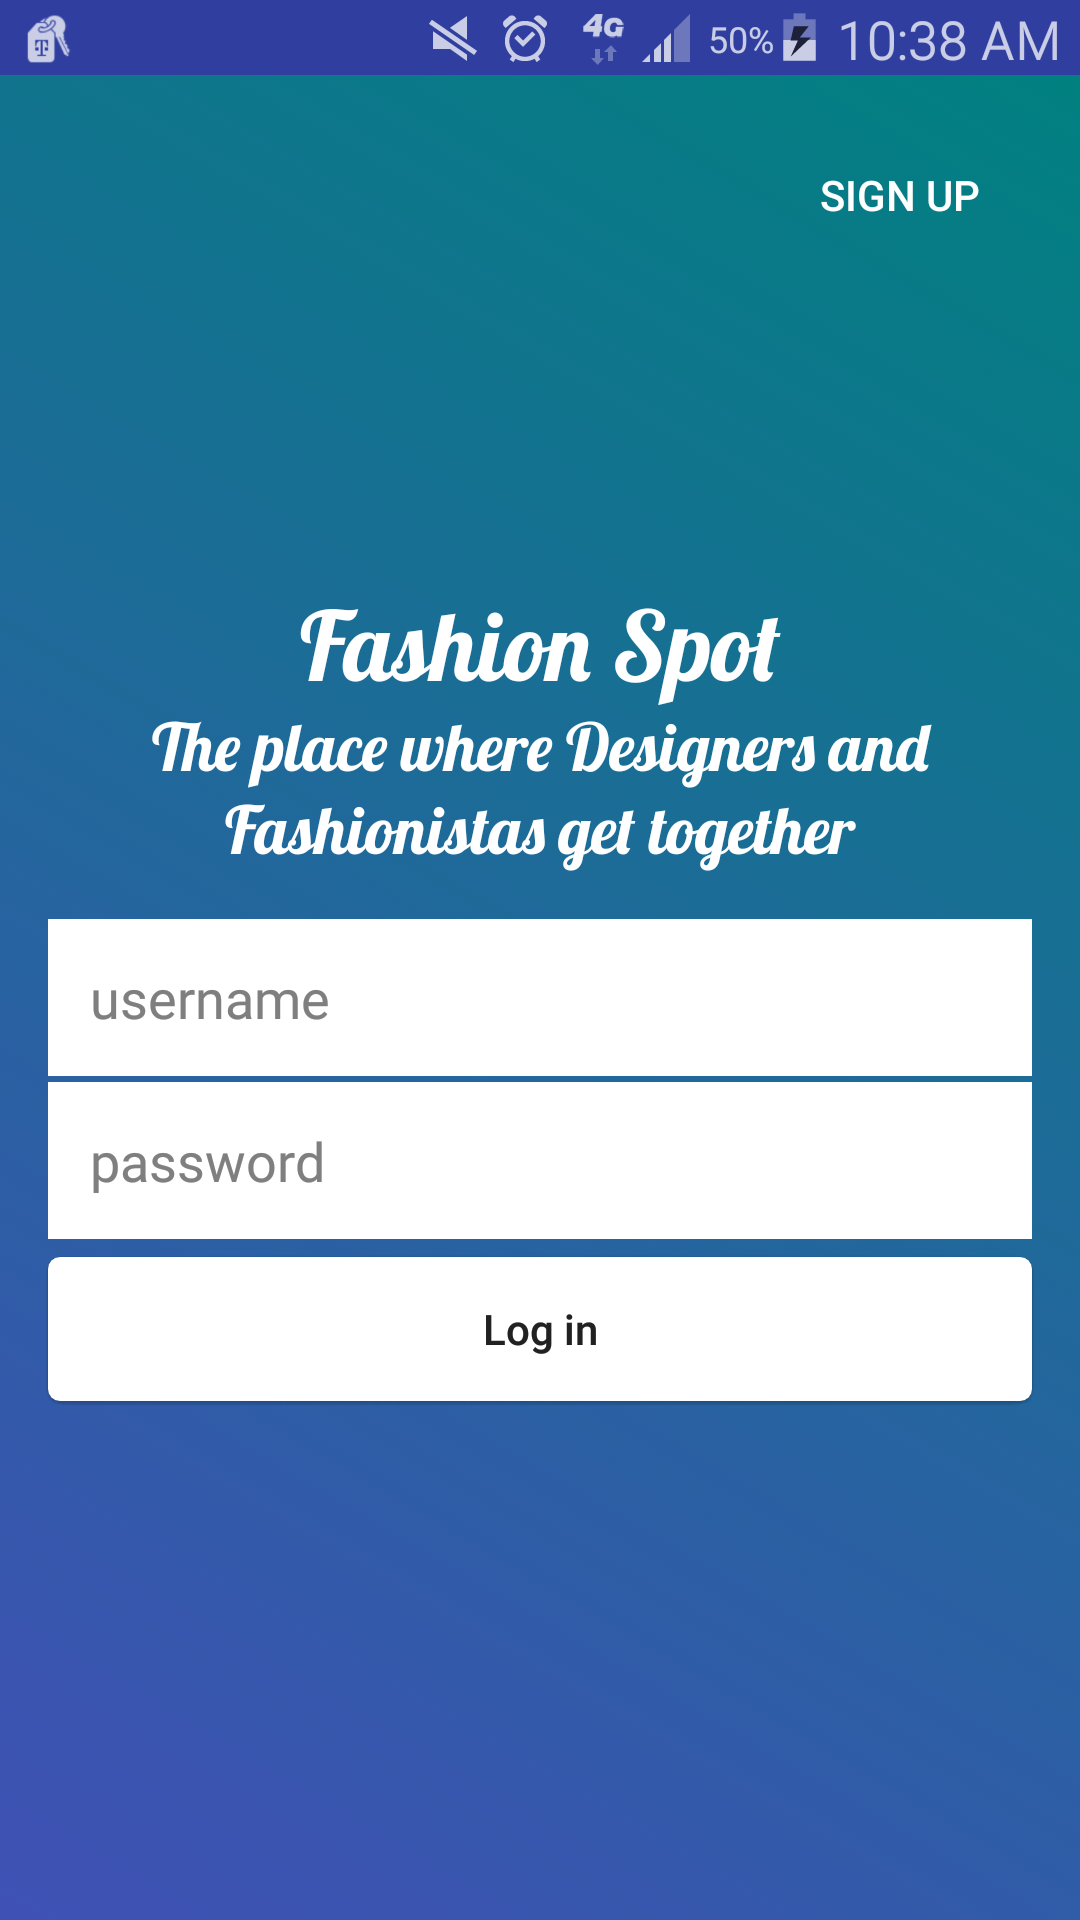 T 4G 50% 10:38 AM
SIGN UP
Fashion Spot
The place where Designers and
Fashionistas get together
username
password
Log in